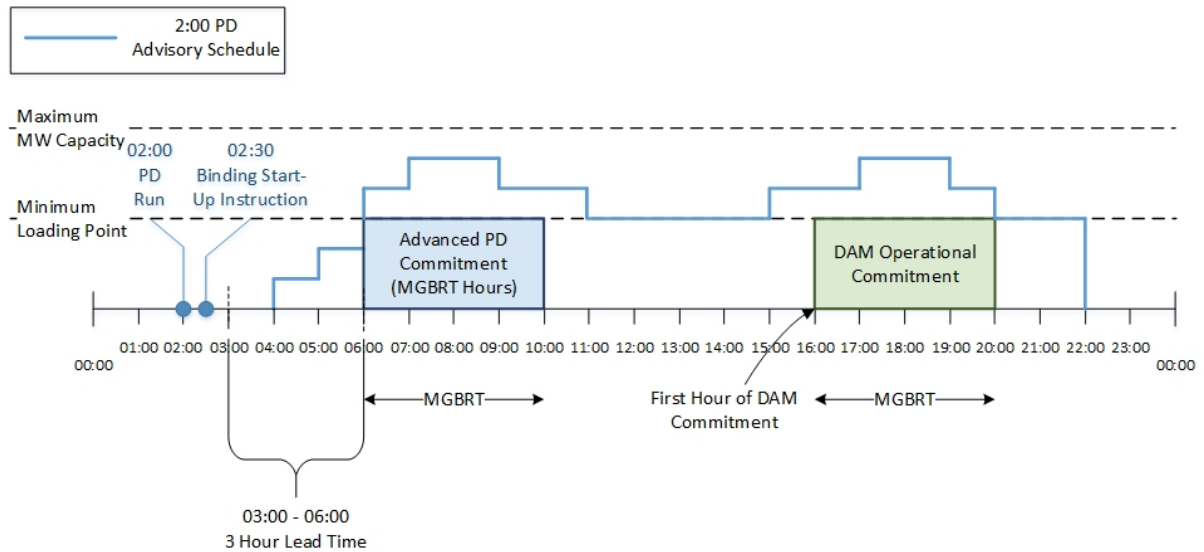 2:00 PD
Advisory Schedule
Maximum
MW Capacity
02:00
PD
Run
02:30
Binding Start-
Up Instruction
Minimum
Loading Point
Advanced PD
Commitment
(MGBRT Hours)
DAM Operational
Commitment
00:00
01:00 02:00 03:00 04:00 05:00 06:00 07:00 08:00 09:00 10:00 11:00 12:00 13:00 14:00 15:00 16:00 17:00 18:00 19:00 20:00 21:00 22:00 23:00
00:00
MGBRT
First Hour of DAM
Commitment
MGBRT
03:00 - 06:00
3 Hour Lead Time